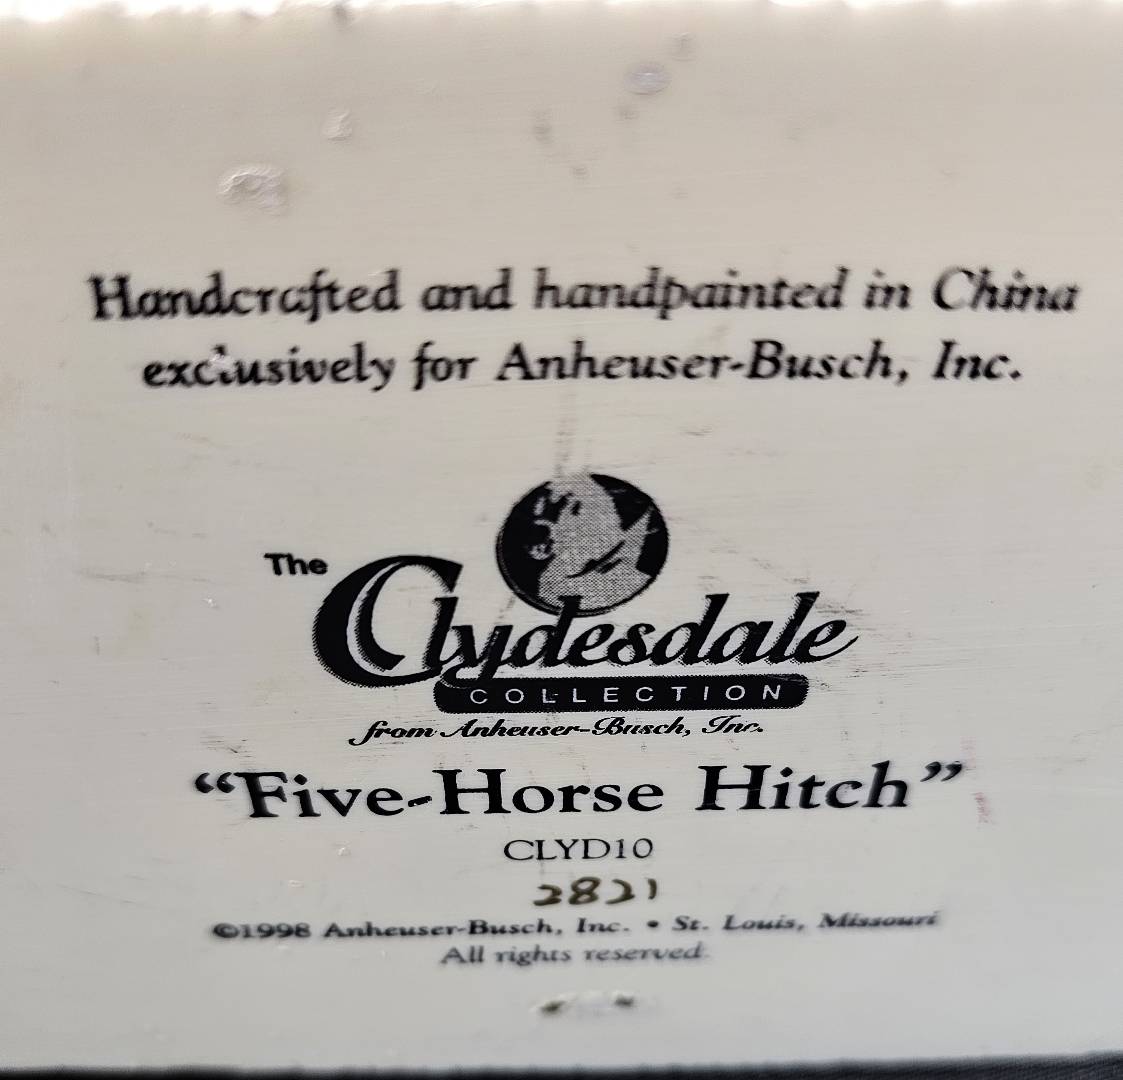 Handcrafted and handpainted in China
exclusively for Anheuser-Busch, Inc.
The
Clydesdale
COLLECTION
from Anheuser-Busch, Inc.
“Five-Horse Hitch”
CLYD10
2821
©1998 Anheuser-Busch, Inc. • St. Louis, Missouri
All rights reserved.